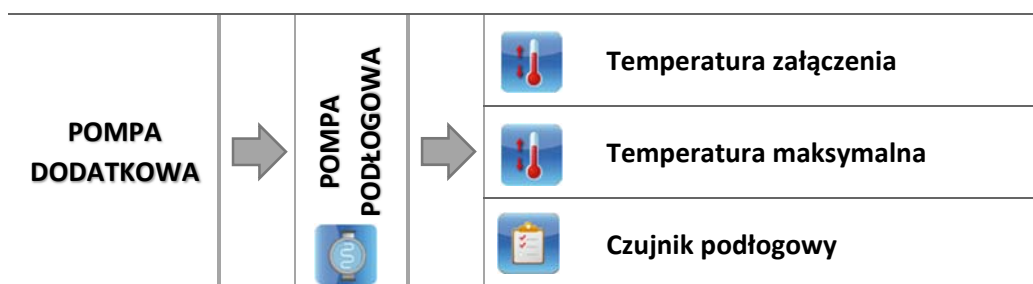 POMPA
DODATKOWA
POMPA
PODŁOGOWA
Temperatura załączenia
Temperatura maksymalna
Czujnik podłogowy